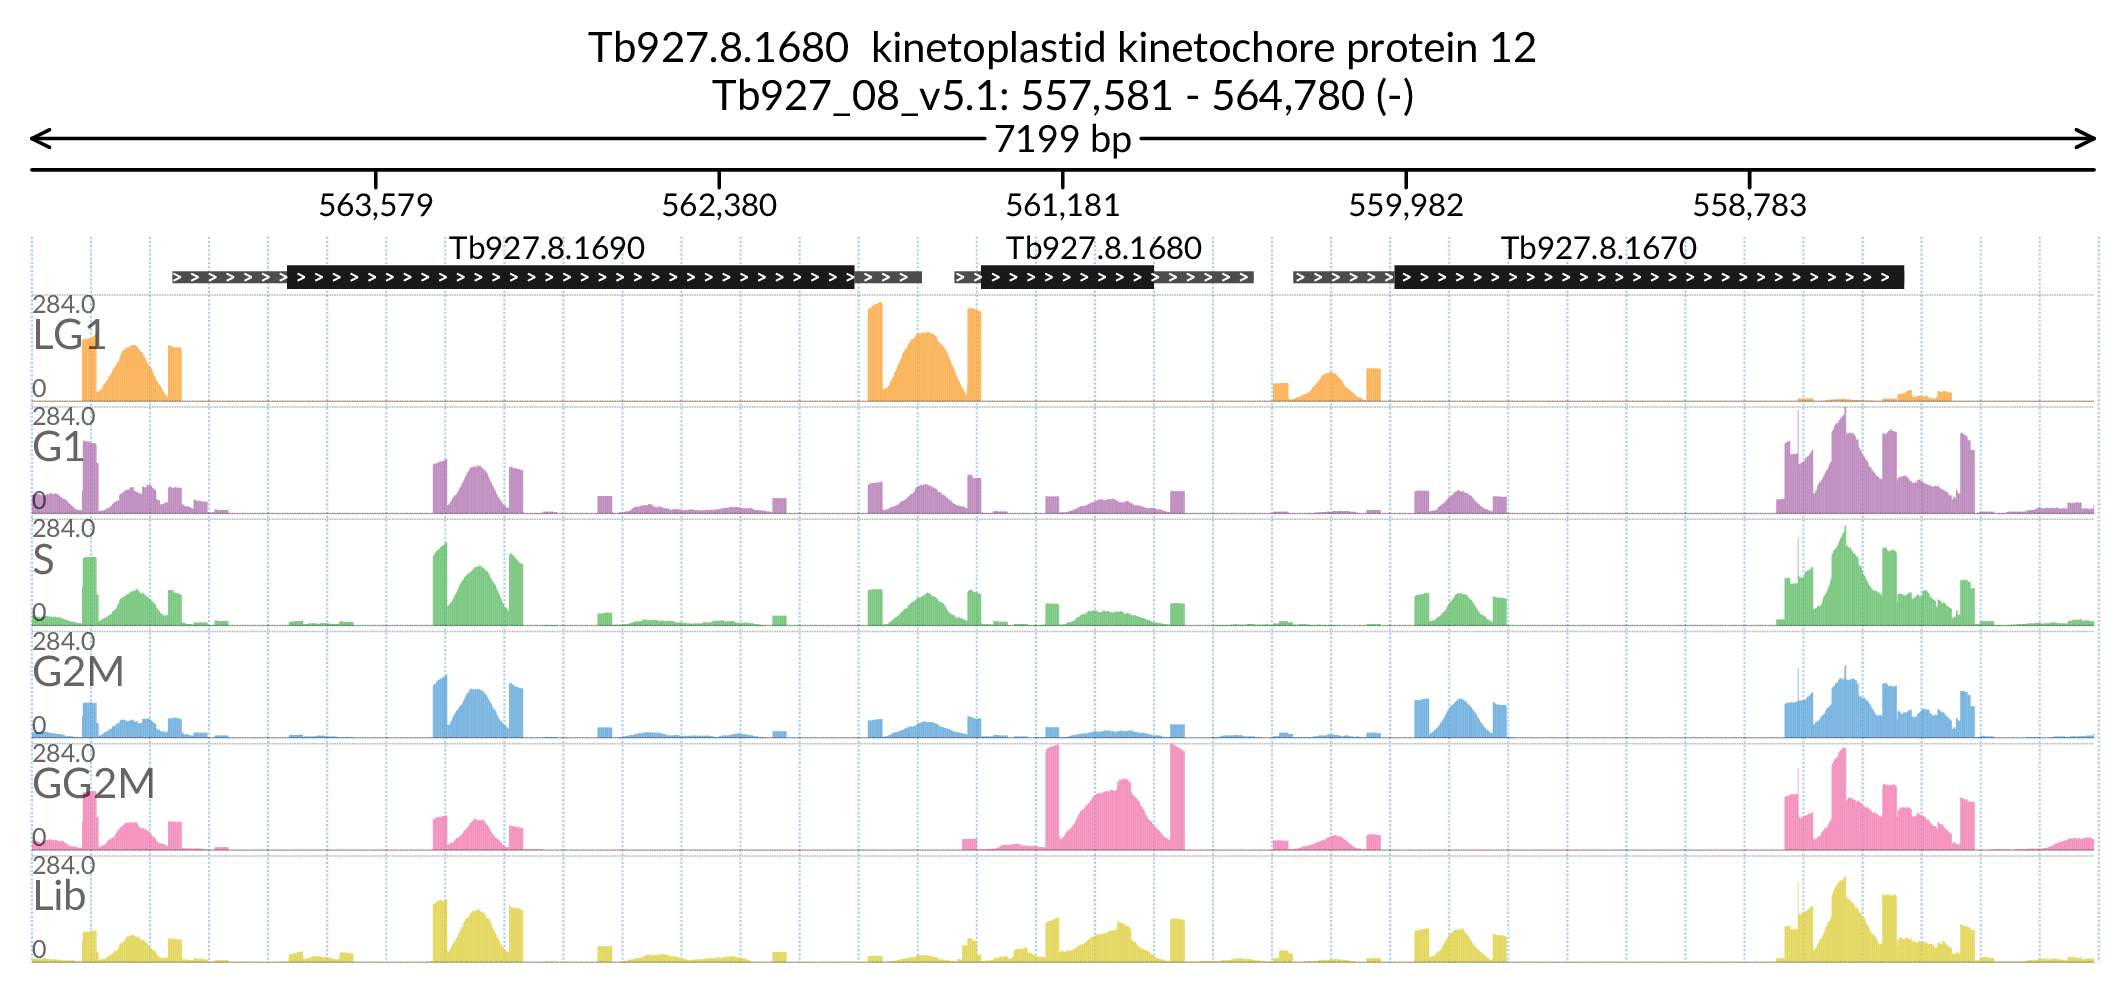 Tb927.8.1680  kinetoplastid kinetochore protein 12
Tb927_08_v5.1: 557,581 - 564,780 (-)
7199 bp
563,579 562,380 561,181 559,982 558,783
Tb927.8.1690 Tb927.8.1680 Tb927.8.1670
284.0
LG1
0
284.0
G1
0
284.0
S
0
284.0
G2M
0
284.0
GG2M
0
284.0
Lib
0